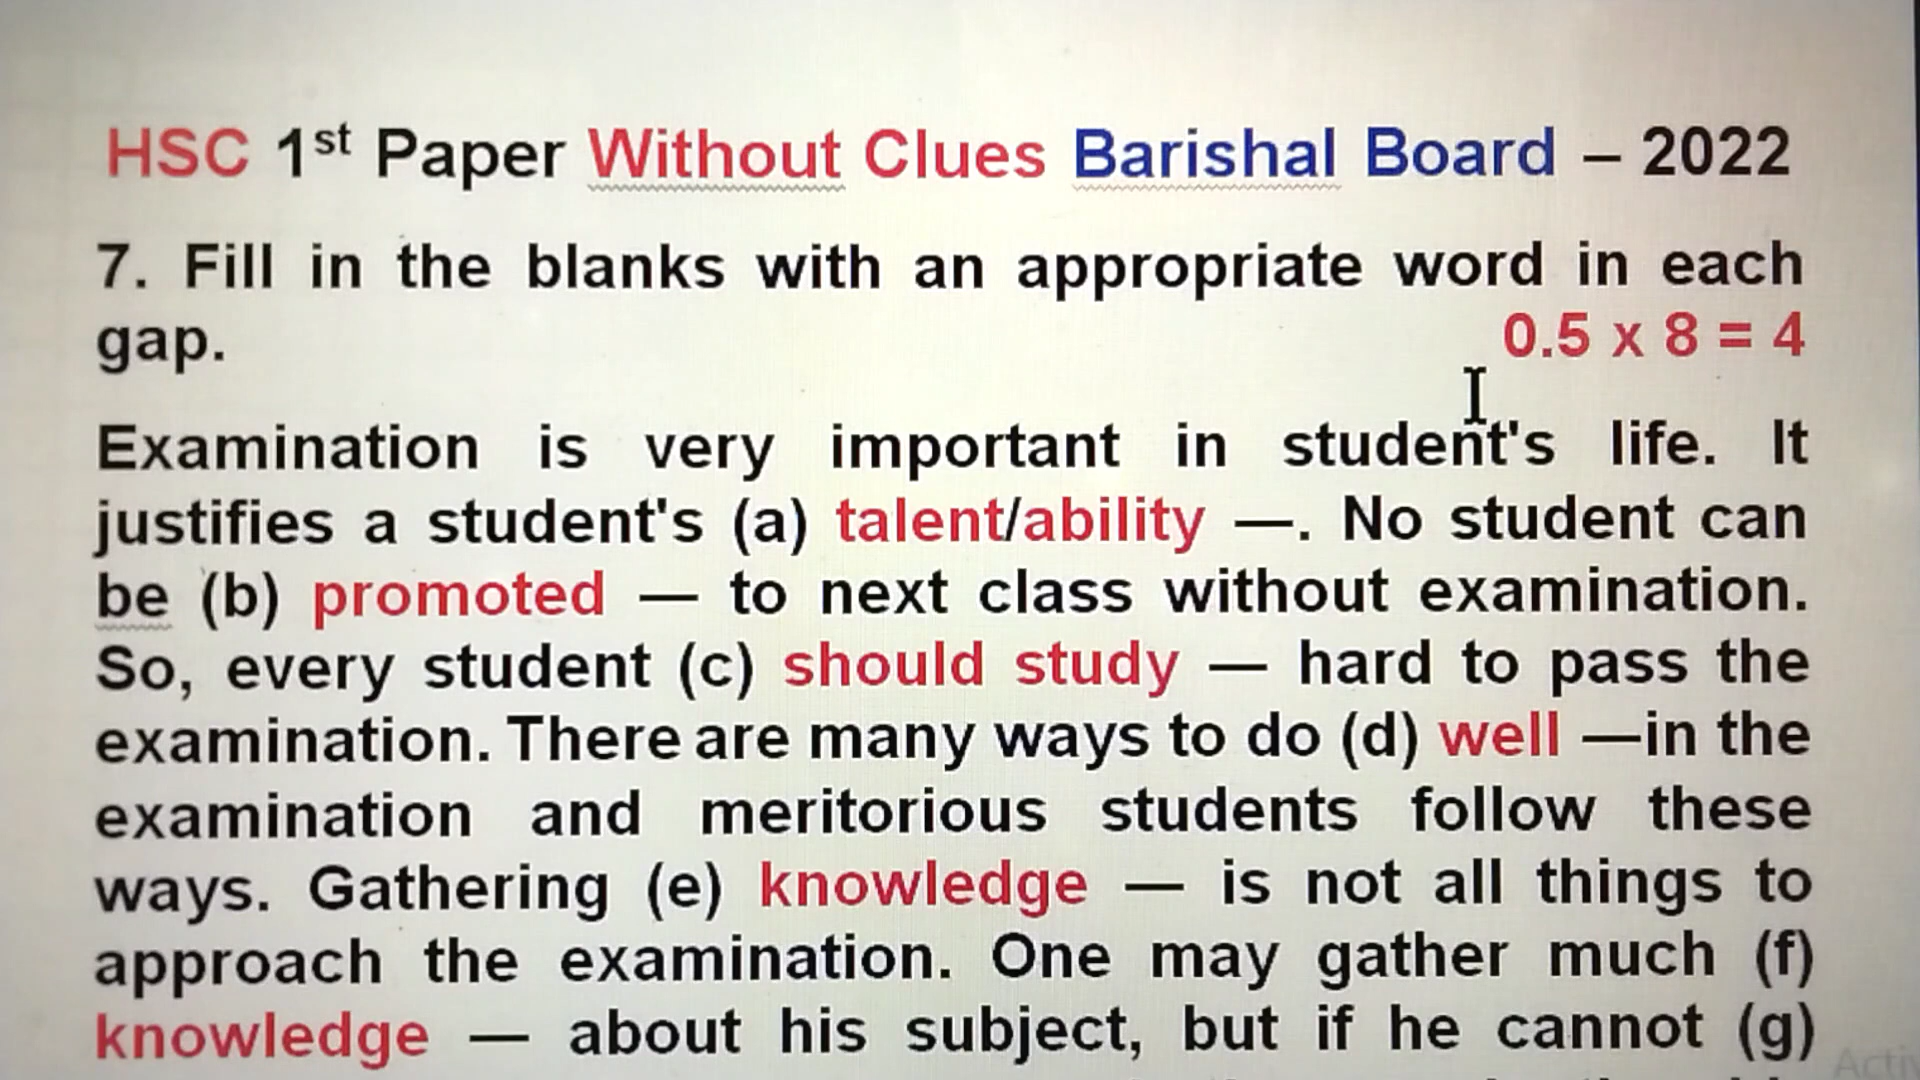 HSC 1st Paper Without Clues Barishal Board – 2022
7. Fill in the blanks with an appropriate word in each
gap. 0.5 x 8 = 4
Examination is very important in student's life. It
justifies a student's (a) talent/ability —. No student can
be (b) promoted — to next class without examination.
So, every student (c) should study — hard to pass the
examination. There are many ways to do (d) well —in the
examination and meritorious students follow these
ways. Gathering (e) knowledge — is not all things to
approach the examination. One may gather much (f)
knowledge — about his subject, but if he cannot (g)